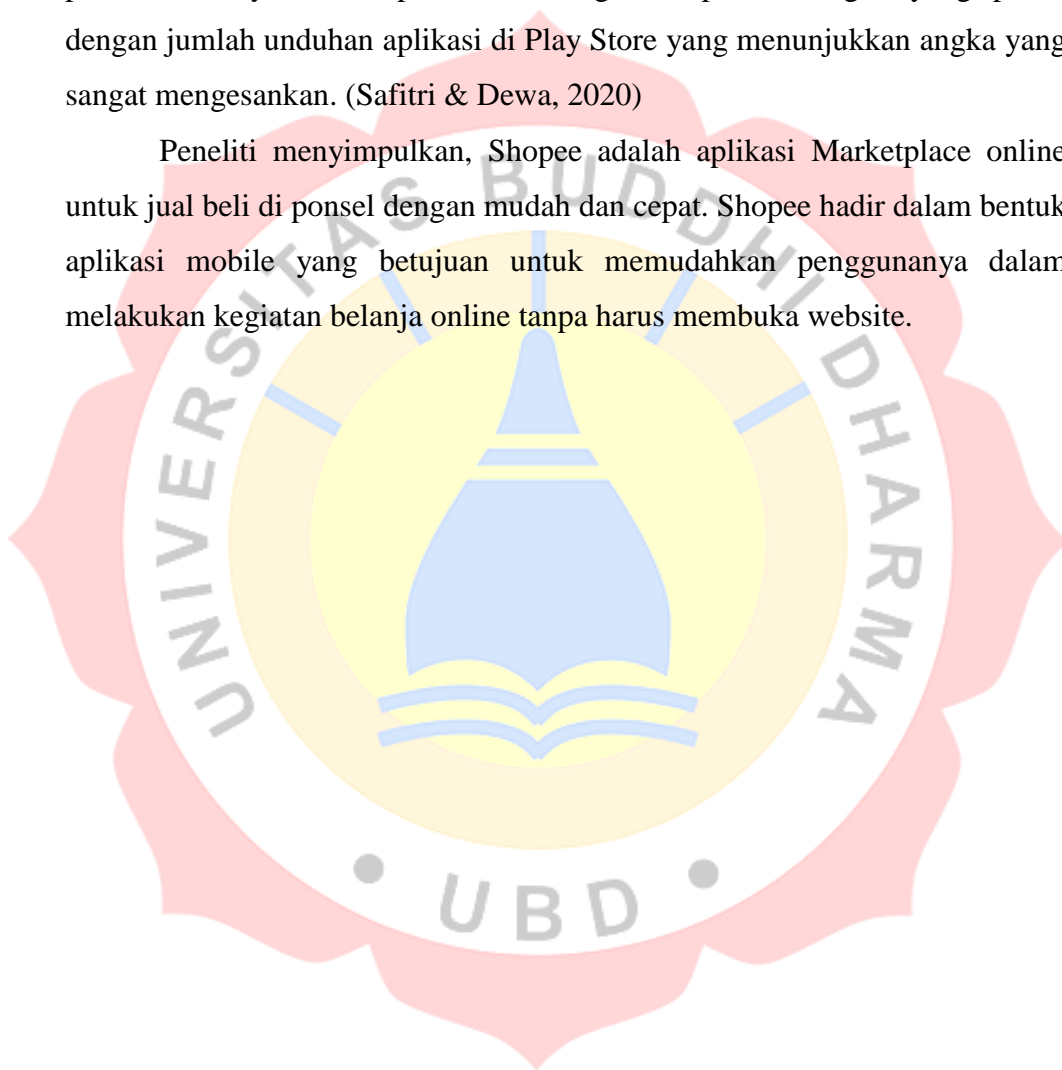 dengan jumlah unduhan aplikasi di Play Store yang menunjukkan angka yang
sangat mengesankan. (Safitri & Dewa, 2020)
Peneliti menyimpulkan, Shopee adalah aplikasi Marketplace online
untuk jual beli di ponsel dengan mudah dan cepat. Shopee hadir dalam bentuk
aplikasi mobile yang betujuan untuk memudahkan penggunanya dalam
melakukan kegiatan belanja online tanpa harus membuka website.
UNIVERSITAS BUDDHI DHARMA
• UBD •